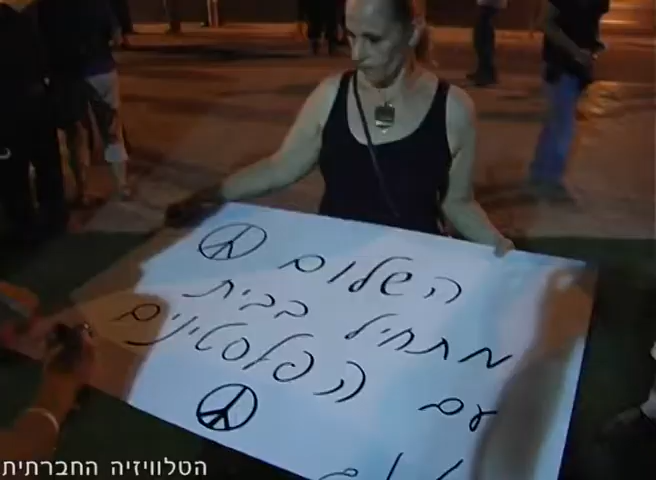 השלום
מתחיל בבית
עם הפלסטינים
הטלוויזיה החברתית